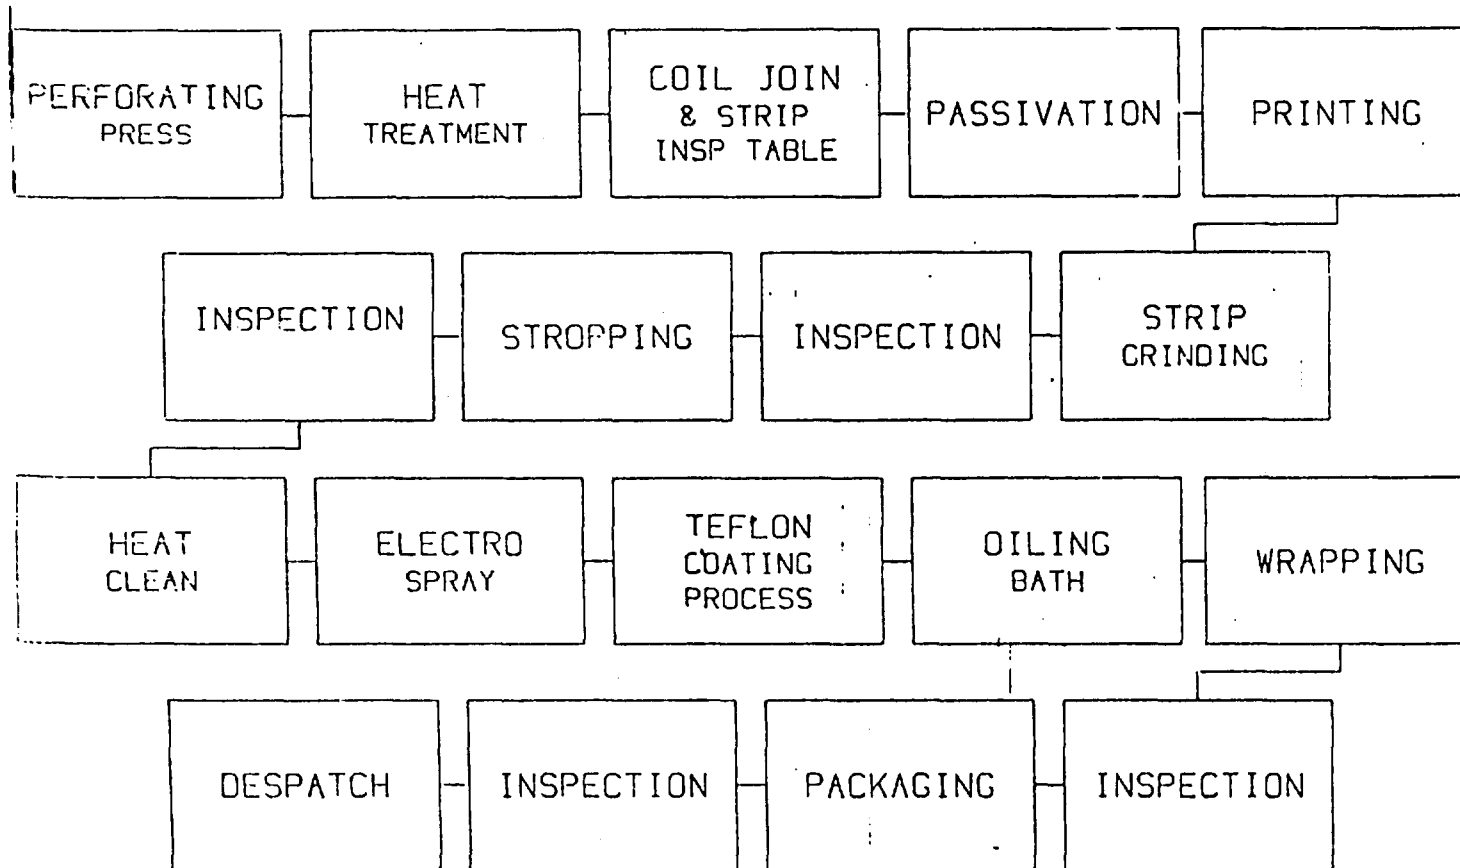 PERFORATING
PRESS
HEAT
TREATMENT
COIL JOIN
& STRIP
INSP TABLE
PASSIVATION
PRINTING
INSPECTION
STROPPING
INSPECTION
STRIP
GRINDING
HEAT
CLEAN
ELECTRO
SPRAY
TEFLON
COATING
PROCESS
OILING
BATH
WRAPPING
DESPATCH
INSPECTION
PACKAGING
INSPECTION